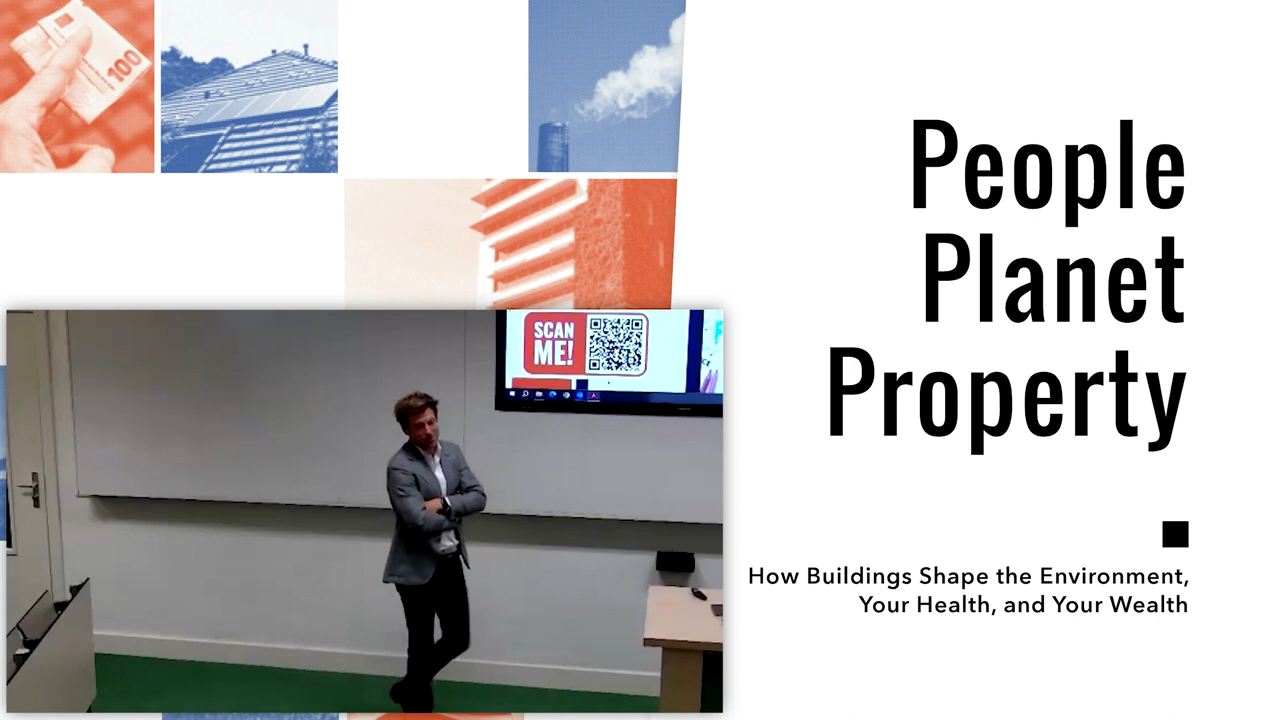 100
People
Planet
Property
SCAN
ME!
How Buildings Shape the Environment,
Your Health, and Your Wealth